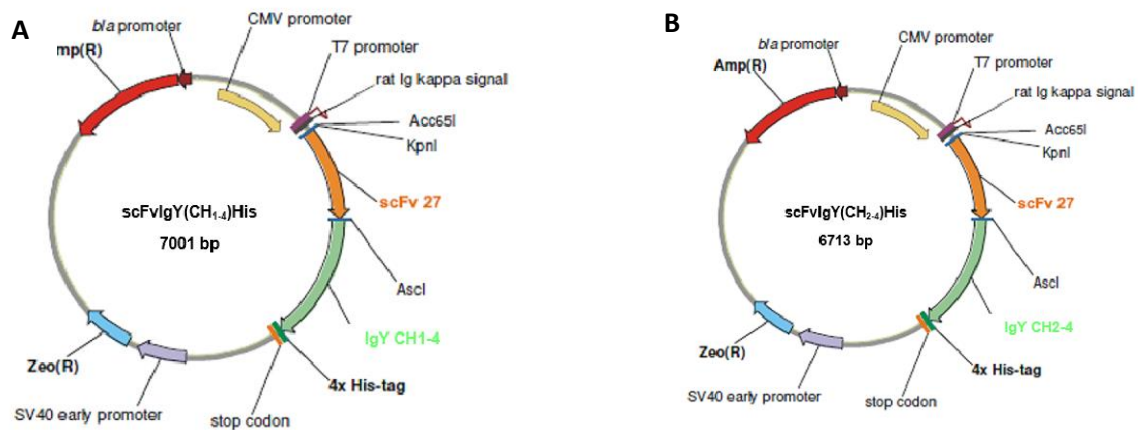 A
bla promoter
CMV promoter
mp(R)
T7 promoter
rat Ig kappa signall
Acc65I
KpnI
scFv 27
scFvIgY(CH1-4)His
7001 bp
AscI
IgY CH1-4
Zeo(R)
4x His-tag
SV40 early promoter
stop codon
B
CMV promoter
bla promoter
Amp(R)
T7 promoter
rat Ig kappa signal
Acc65I
KpnI
scFv 27
scFvIgY(CH2-4)His
6713 bp
AscI
IgY CH2-4
Zeo(R)
4x His-tag
SV40 early promoter
stop codon